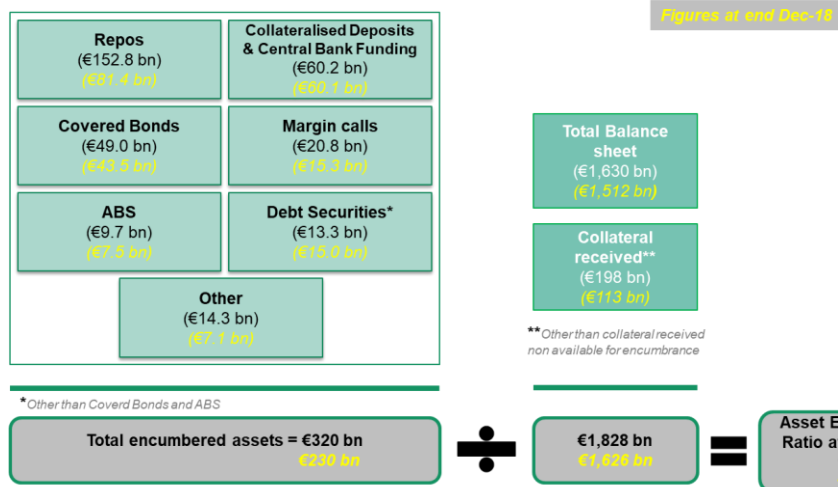 Figures at end Dec-18
Repos
(€152.8 bn)
(€81.4 bn)
Collateralised Deposits
& Central Bank Funding
(€60.2 bn)
(€60.1 bn)
Covered Bonds
(€49.0 bn)
(€43.5 bn)
Margin calls
(€20.8 bn)
(€15.3 bn)
ABS
(€9.7 bn)
(€7.5 bn)
Debt Securities*
(€13.3 bn)
(€15.0 bn)
Other
(€14.3 bn)
(€7.1 bn)
Total Balance
sheet
(€1,630 bn)
(€1,512 bn)
Collateral
received**
(€198 bn)
(€113 bn)
**Other than collateral received
non available for encumbrance
*Other than Coverd Bonds and ABS
Total encumbered assets = €320 bn
€230 bn
÷
€1,828 bn
€1,626 bn
=
Asset E
Ratio a